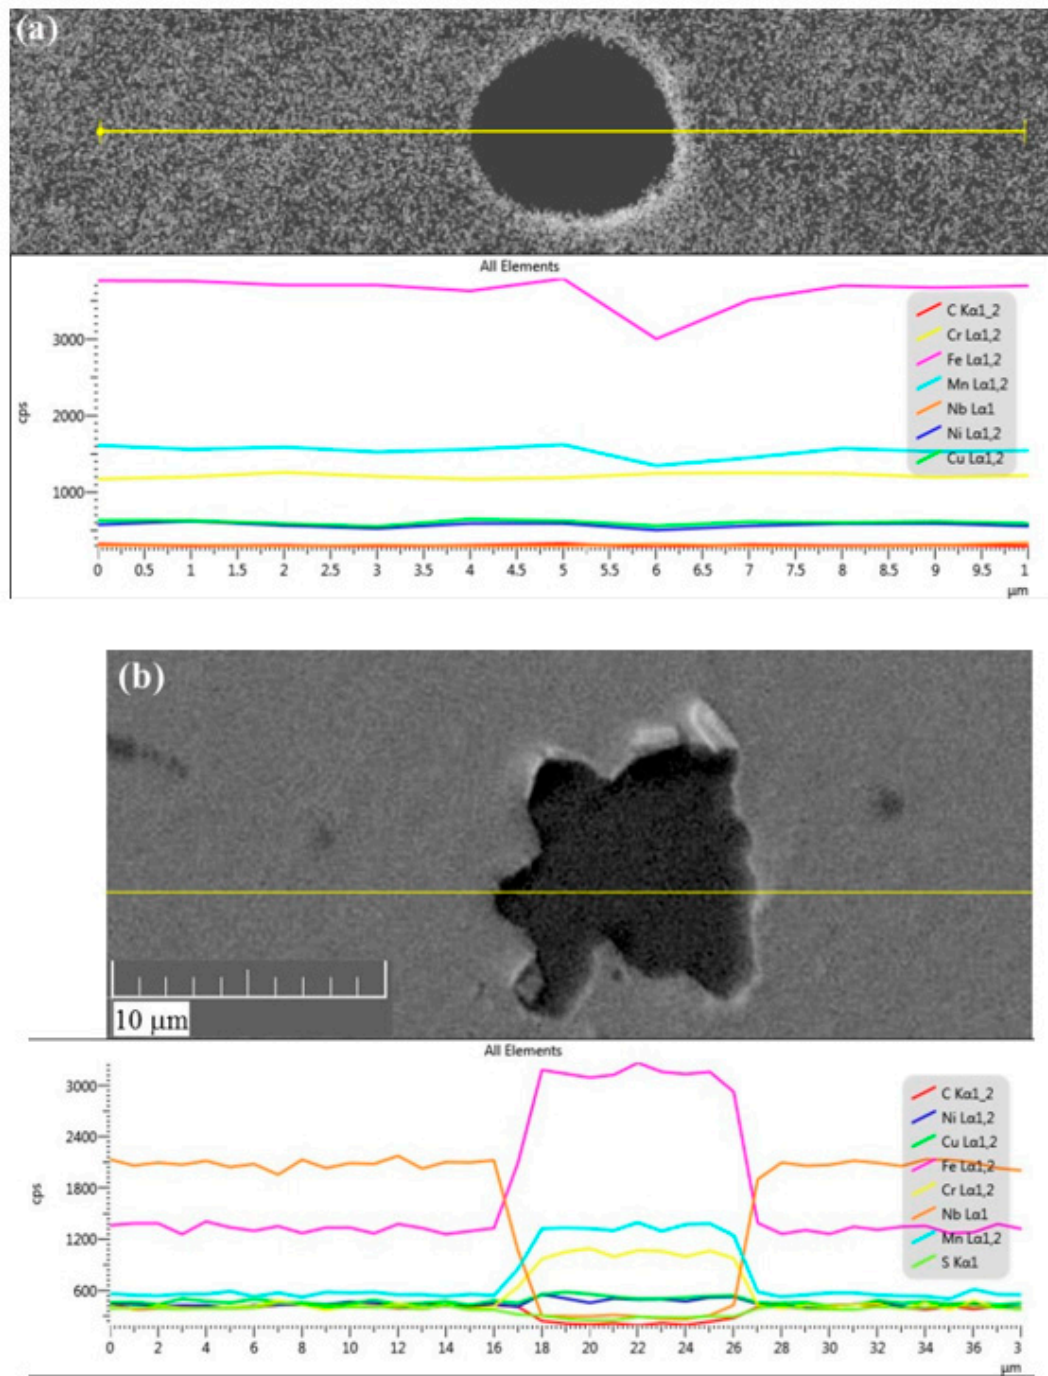 (a)
All Elements
cps
3000
2000
1000
C Kα1_2
Cr Lα1,2
Fe Lα1,2
Mn Lα1,2
Nb Lα1
Ni Lα1,2
Cu Lα1,2
0 0.5 1 1.5 2 2.5 3 3.5 4 4.5 5 5.5 6 6.5 7 7.5 8 8.5 9 9.5 1
µm
(b)
10 µm
All Elements
cps
3000
2400
1800
1200
600
C Kα1_2
Ni Lα1,2
Cu Lα1,2
Fe Lα1,2
Cr Lα1,2
Nb Lα1
Mn Lα1,2
S Kα1
0 2 4 6 8 10 12 14 16 18 20 22 24 26 28 30 32 34 36 3
µm